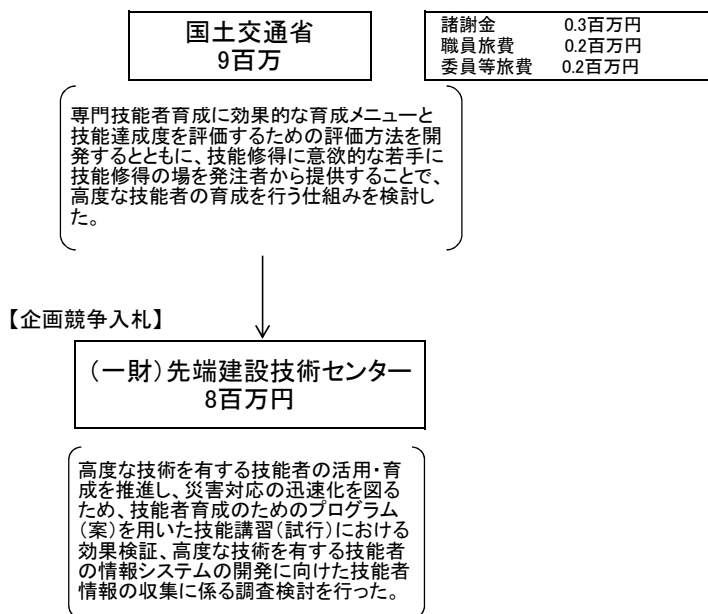 国土交通省
9百万
諸謝金 0.3百万円
職員旅費 0.2百万円
委員等旅費 0.2百万円
専門技能者育成に効果的な育成メニューと
技能達成度を評価するための評価方法を開
発するとともに、技能修得に意欲的な若手に
技能修得の場を発注者から提供することで、
高度な技能者の育成を行う仕組みを検討し
た。
【企画競争入札】
(一財)先端建設技術センター
8百万円
高度な技術を有する技能者の活用・育
成を推進し、災害対応の迅速化を図る
ため、技能者育成のためのプログラム
(案)を用いた技能講習(試行)における
効果検証、高度な技術を有する技能者
の情報システムの開発に向けた技能者
情報の収集に係る調査検討を行った。